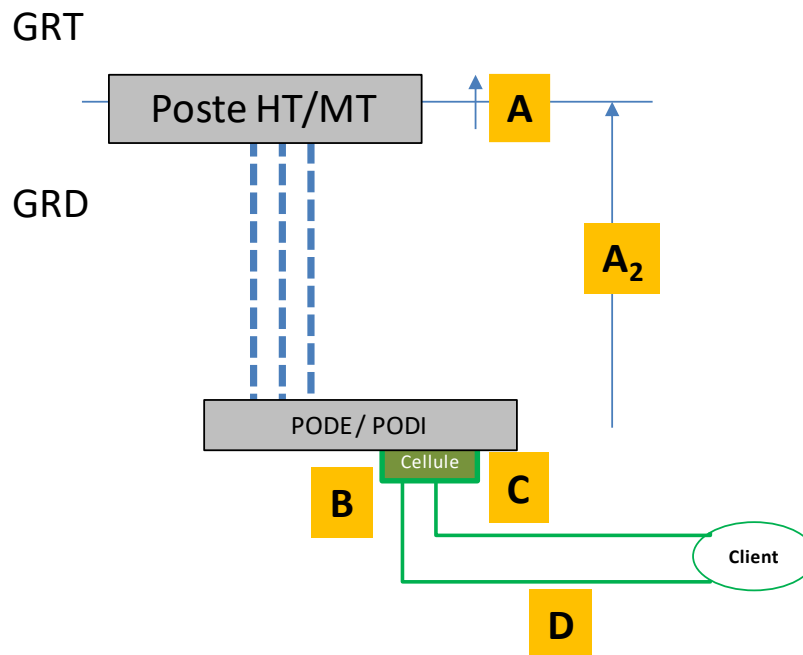 GRT
Poste HT/MT
A
GRD
A₂
PODE/ PODI
Cellule
B
C
Client
D